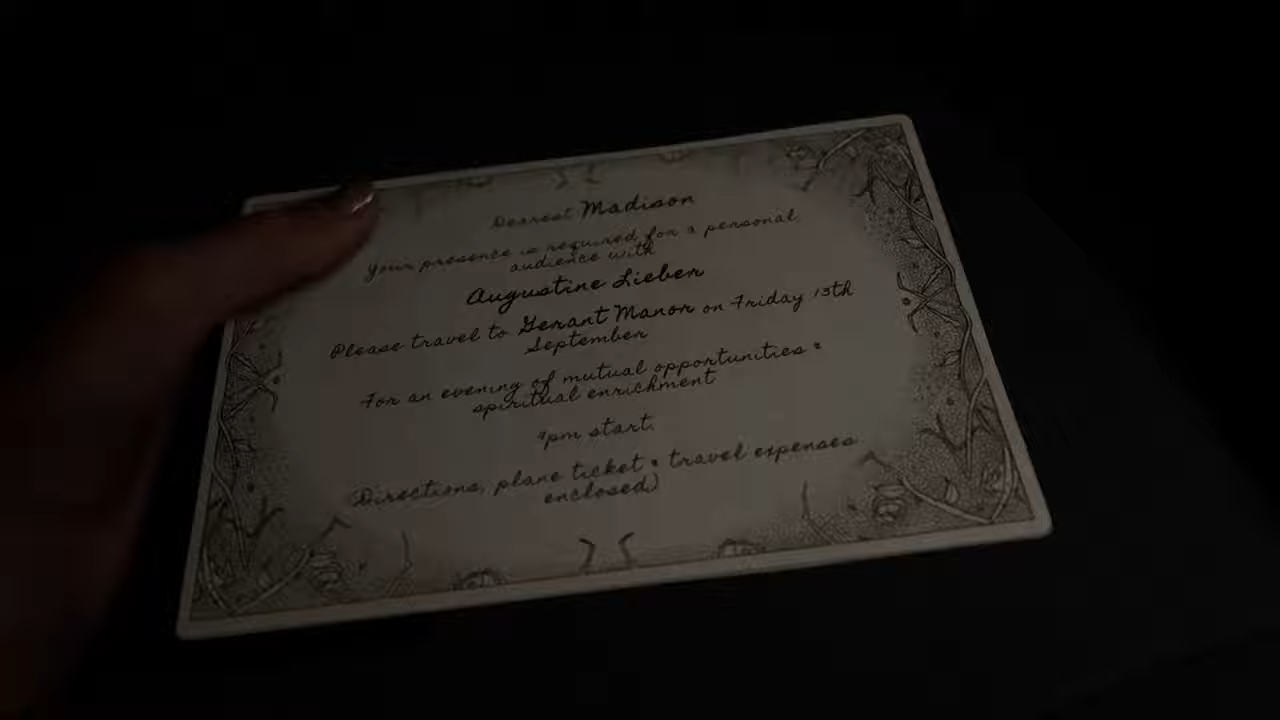 Dearest Madison
Your presence is required for a personal
audience with
Augustine Lieber
Please travel to Gerant Manor on Friday 13th
September
For an evening of mutual opportunities &
spiritual enrichment
9pm start.
Directions, plane ticket & travel expenses
enclosed)